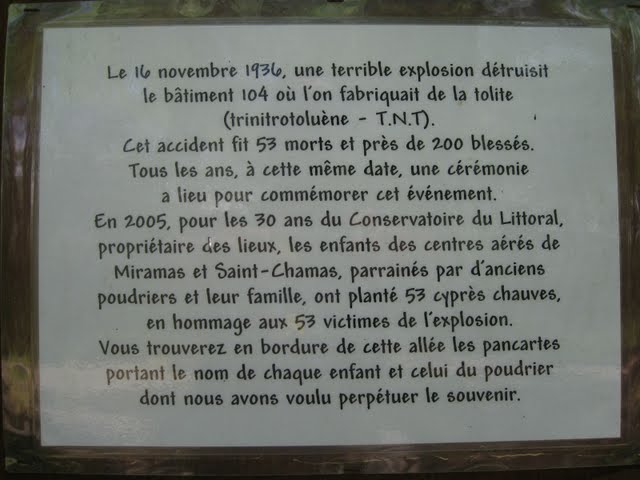 Le 16 novembre 1936, une terrible explosion détruisit
le bâtiment 104 où l'on fabriquait de la tolite
(trinitrotoluène - T.N.T).
Cet accident fit 53 morts et près de 200 blessés.
Tous les ans, à cette même date, une cérémonie
a lieu pour commémorer cet événement.
En 2005, pour les 30 ans du Conservatoire du Littoral,
propriétaire des lieux, les enfants des centres aérés de
Miramas et Saint-Chamas, parrainés par d'anciens
poudriers et leur famille, ont planté 53 cyprès chauves,
en hommage aux 53 victimes de l'explosion.
Vous trouverez en bordure de cette allée les pancartes
portant le nom de chaque enfant et celui du poudrier
dont nous avons voulu perpétuer le souvenir.